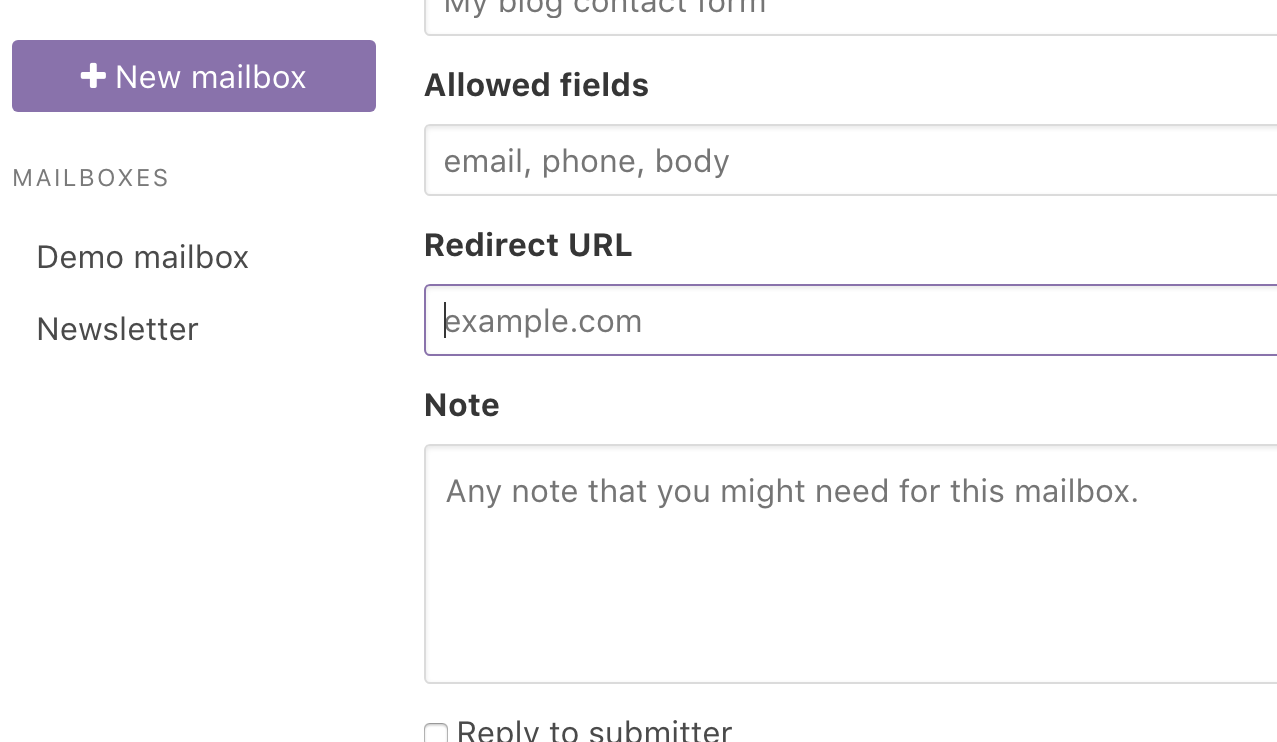 My blog contact form
+ New mailbox
Allowed fields
email, phone, body
MAILBOXES
Redirect URL
Demo mailbox
example.com
Newsletter
Note
Any note that you might need for this mailbox.
Reply to submitter